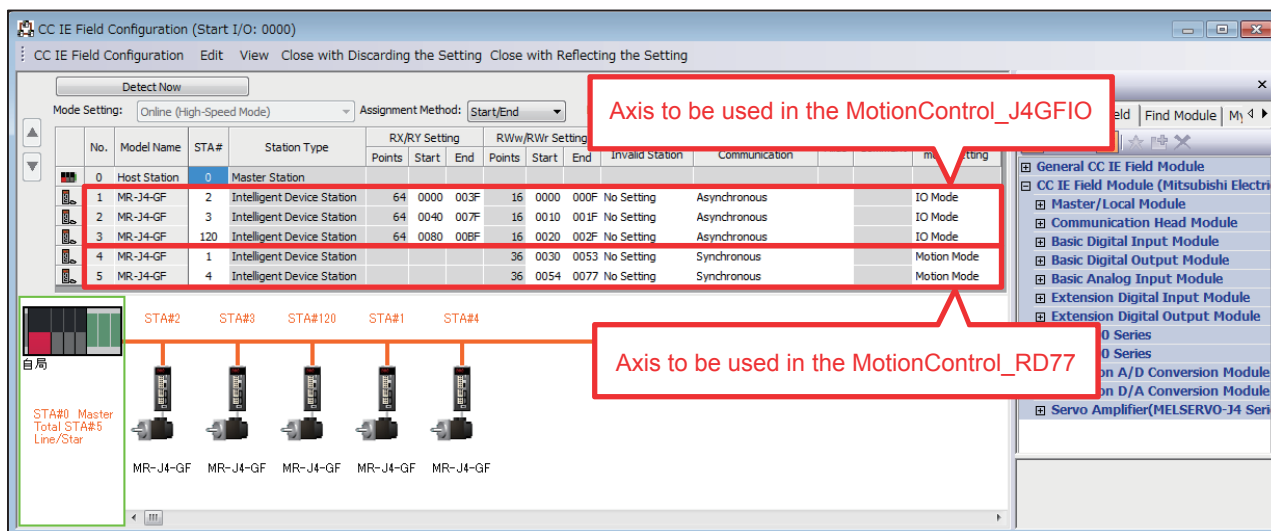 CC IE Field Configuration (Start I/O: 0000)
CC IE Field Configuration Edit View Close with Discarding the Setting Close with Reflecting the Setting
Detect Now
Mode Setting: Online (High-Speed Mode) Assignment Method: Start/End
Axis to be used in the MotionControl_J4GFIO
Find Module
RX/RY Setting RWw/RWr Setting
No. Model Name STA# Station Type Points Start End Points Start End Invalid Station Communication
0 Host Station 0 Master Station
1 MR-J4-GF 2 Intelligent Device Station 64 0000 003F 16 0000 000F No Setting Asynchronous IO Mode
2 MR-J4-GF 3 Intelligent Device Station 64 0040 007F 16 0010 001F No Setting Asynchronous IO Mode
3 MR-J4-GF 120 Intelligent Device Station 64 0080 00BF 16 0020 002F No Setting Asynchronous IO Mode
4 MR-J4-GF 1 Intelligent Device Station 36 0030 0053 No Setting Synchronous Motion Mode
5 MR-J4-GF 4 Intelligent Device Station 36 0054 0077 No Setting Synchronous Motion Mode
Axis to be used in the MotionControl_RD77
STA#2 STA#3 STA#120 STA#1 STA#4
自局
STA#0 Master
Total STA#5
Line/Star
MR-J4-GF MR-J4-GF MR-J4-GF MR-J4-GF MR-J4-GF
General CC IE Field Module
CC IE Field Module (Mitsubishi Electri
Master/Local Module
Communication Head Module
Basic Digital Input Module
Basic Digital Output Module
Basic Analog Input Module
Extension Digital Input Module
Extension Digital Output Module
0 Series
0 Series
on A/D Conversion Module
on D/A Conversion Module
Servo Amplifier(MELSERVO-J4 Seri